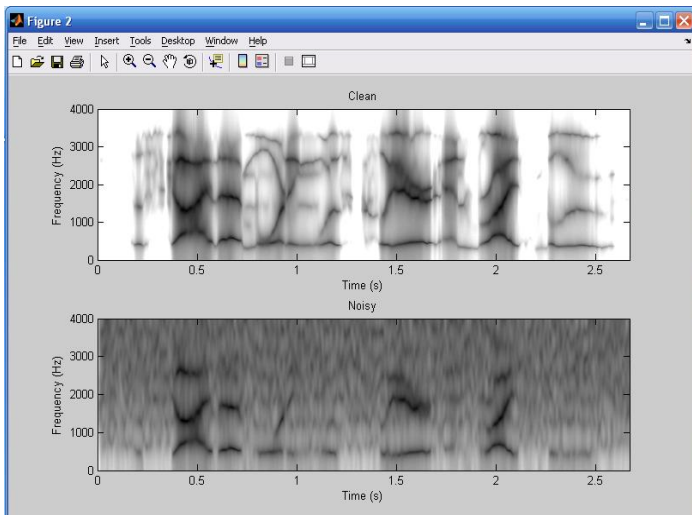 Figure 2
File Edit View Insert Tools Desktop Window Help
Clean
4000
3000
2000
1000
0
Frequency (Hz)
0 0.5 1 1.5 2 2.5
Time (s)
Noisy
4000
3000
2000
1000
0
Frequency (Hz)
0 0.5 1 1.5 2 2.5
Time (s)